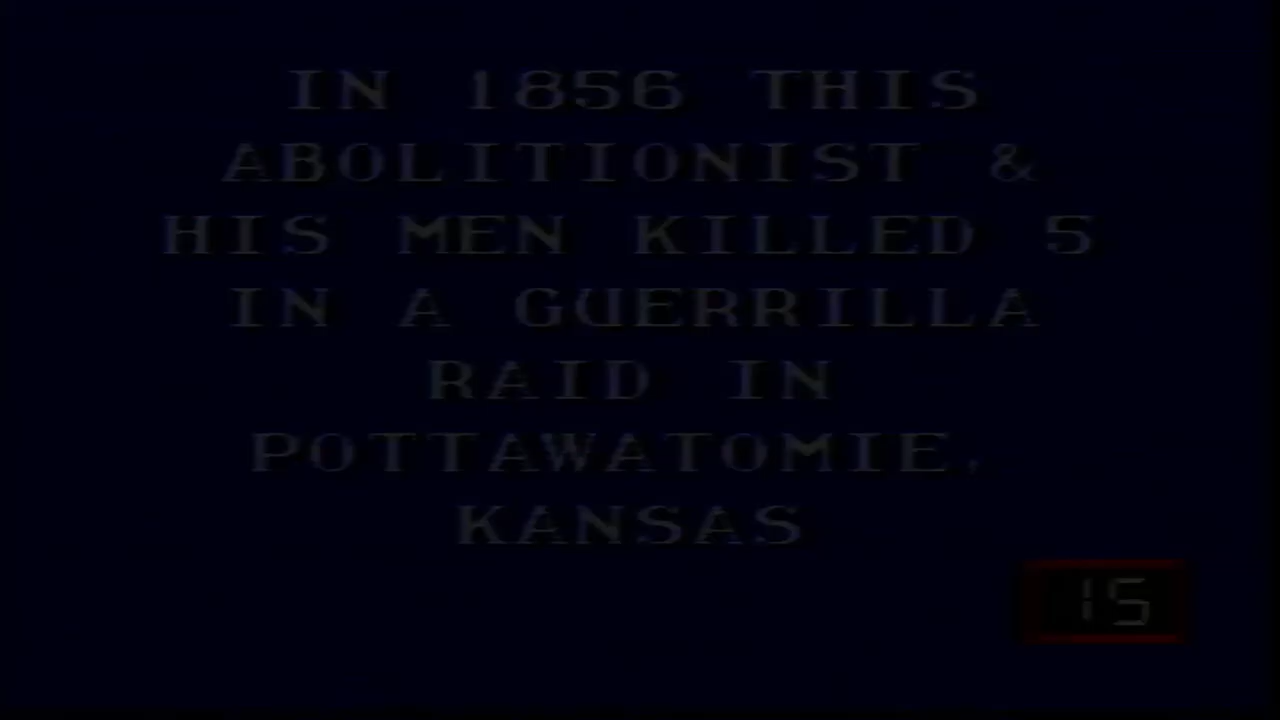 IN 1856 THIS
ABOLITIONIST &
HIS MEN KILLED 5
IN A GUERRILLA
RAID IN
POTTAWATOMIE,
KANSAS
15